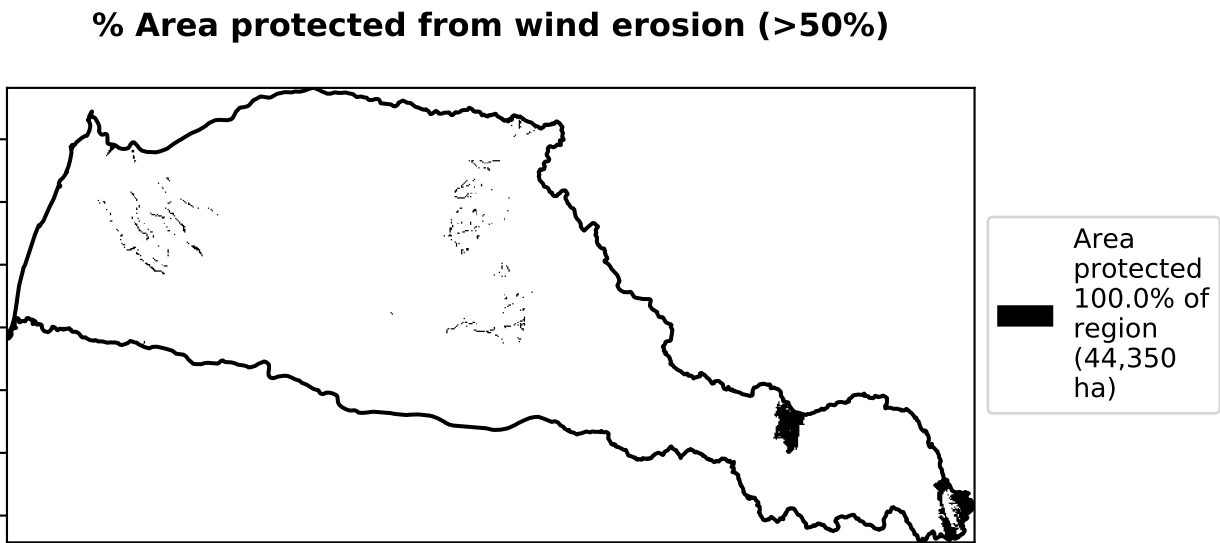 % Area protected from wind erosion (>50%)
Area
protected
100.0% of
region
(44,350
ha)